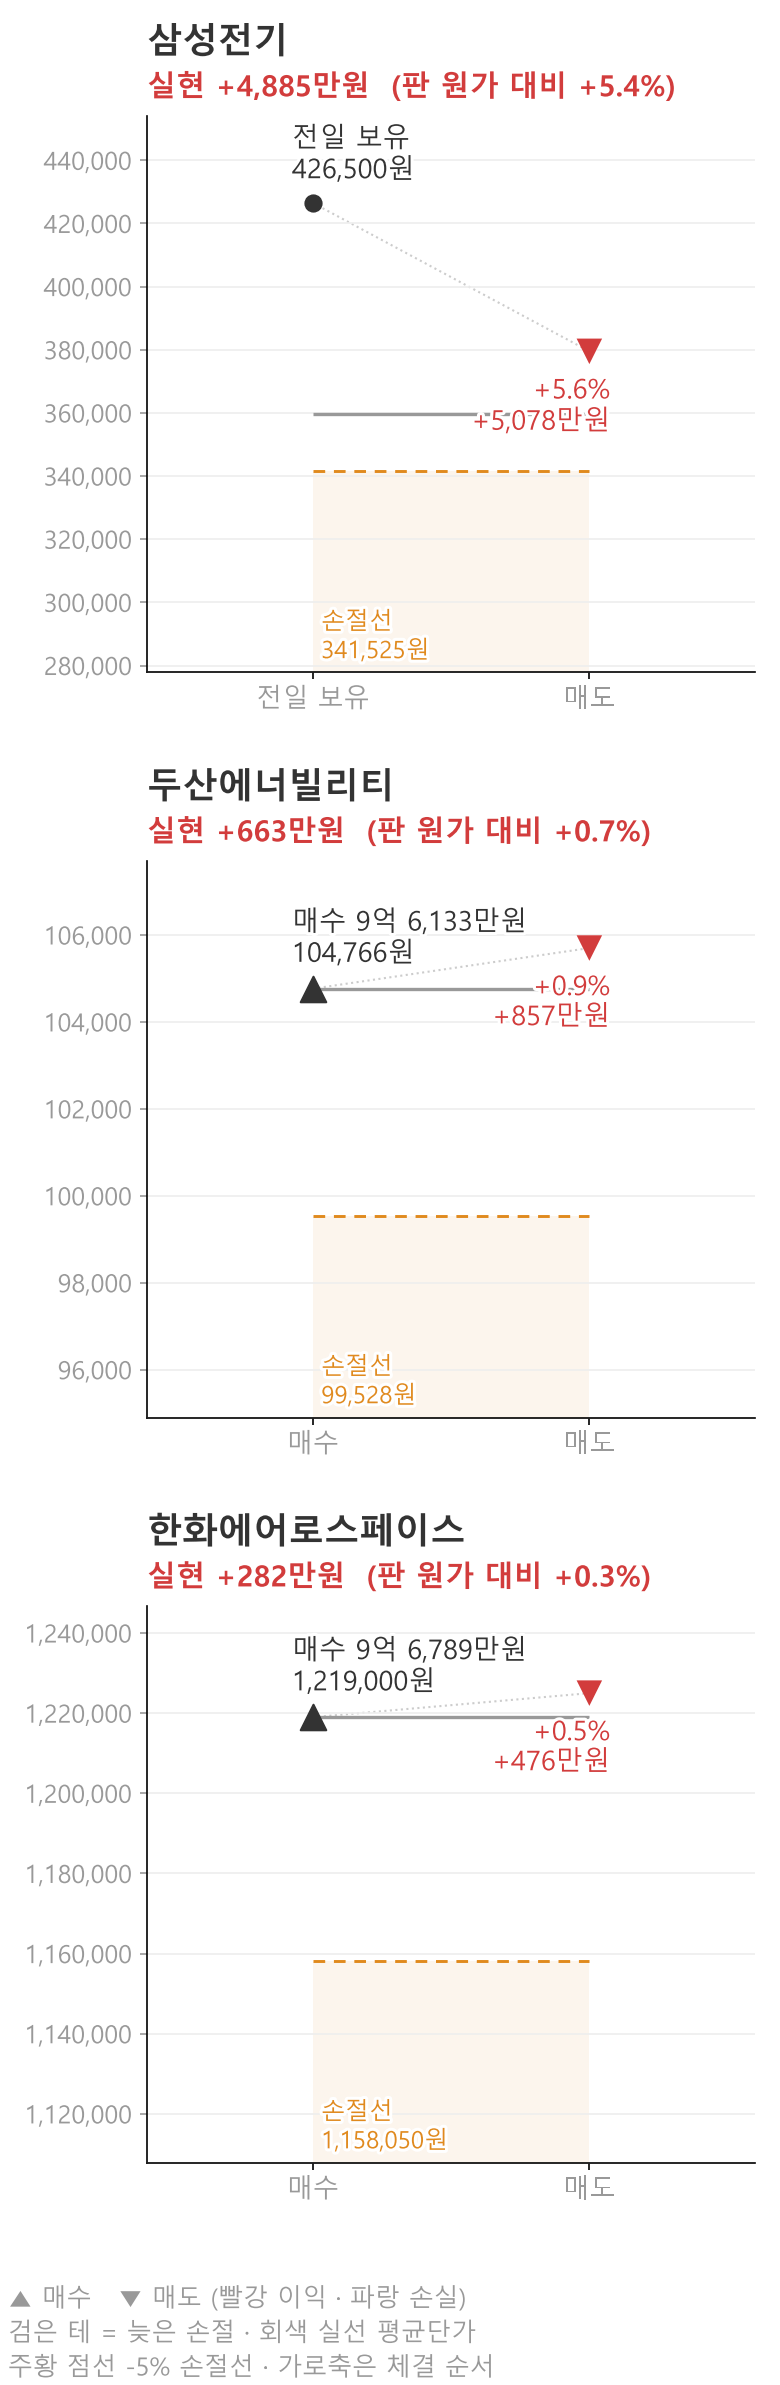 삼성전기
실현 +4,885만원 (판 원가 대비 +5.4%)
전일 보유
426,500원
440,000
420,000
400,000
380,000
360,000
340,000
320,000
300,000
280,000
+5.6%
+5,078만원
손절선
341,525원
전일 보유
매도
두산에너빌리티
실현 +663만원 (판 원가 대비 +0.7%)
매수 9억 6,133만원
104,766원
106,000
104,000
102,000
100,000
98,000
96,000
+0.9%
+857만원
손절선
99,528원
매수
매도
한화에어로스페이스
실현 +282만원 (판 원가 대비 +0.3%)
매수 9억 6,789만원
1,219,000원
1,240,000
1,220,000
1,200,000
1,180,000
1,160,000
1,140,000
1,120,000
+0.5%
+476만원
손절선
1,158,050원
매수
매도
▲ 매수 ▼ 매도 (빨강 이익 · 파랑 손실)
검은 테 = 늦은 손절 · 회색 실선 평균단가
주황 점선 -5% 손절선 · 가로축은 체결 순서